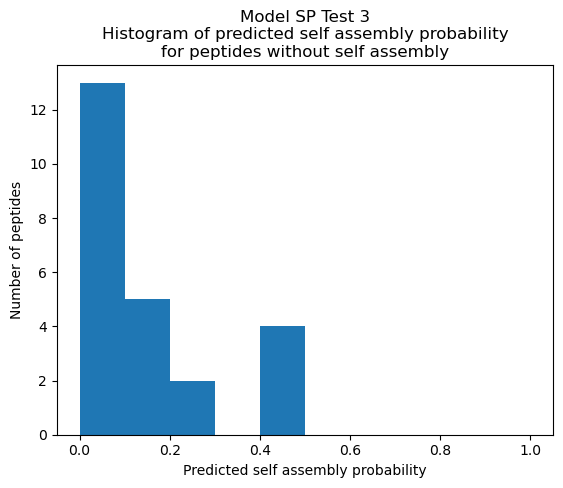 Model SP Test 3
Histogram of predicted self assembly probability
for peptides without self assembly
Number of peptides
12
10
8
6
4
2
0
0.0 0.2 0.4 0.6 0.8 1.0
Predicted self assembly probability